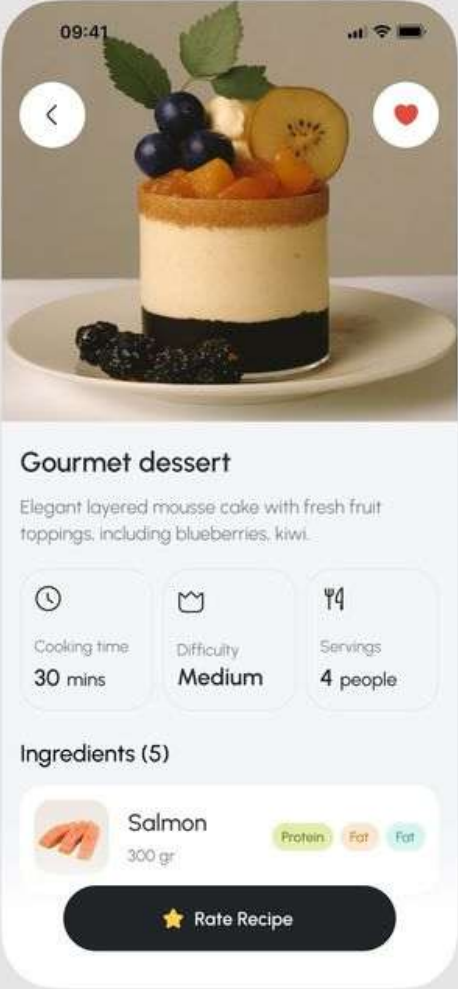 09:41
Gourmet dessert
Elegant layered mousse cake with fresh fruit
toppings, including blueberries, kiwi.
Cooking time
30 mins
Difficulty
Medium
Servings
4 people
Ingredients (5)
Salmon
300 gr
Protein
Fat
Fat
Rate Recipe